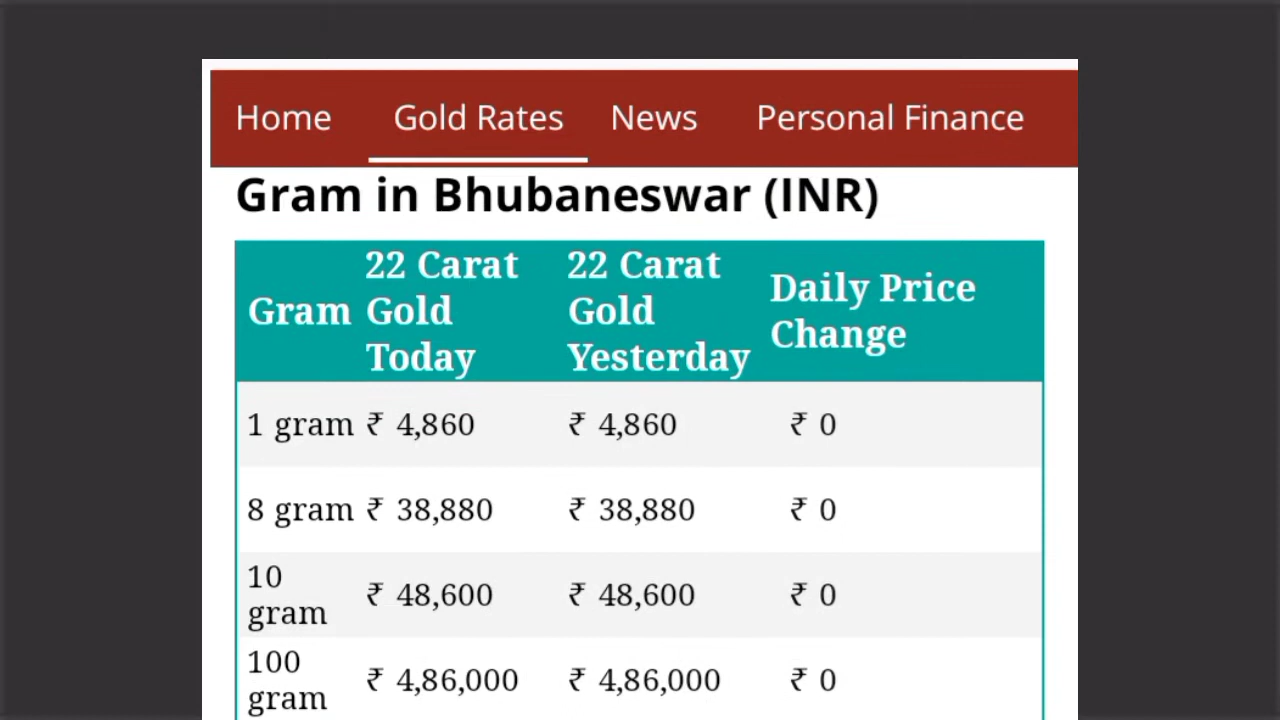 Home Gold Rates News Personal Finance
Gram in Bhubaneswar (INR)
Gram 22 Carat Gold Today 22 Carat Gold Yesterday Daily Price Change
1 gram ₹ 4,860 ₹ 4,860 ₹ 0
8 gram ₹ 38,880 ₹ 38,880 ₹ 0
10 gram ₹ 48,600 ₹ 48,600 ₹ 0
100 gram ₹ 4,86,000 ₹ 4,86,000 ₹ 0